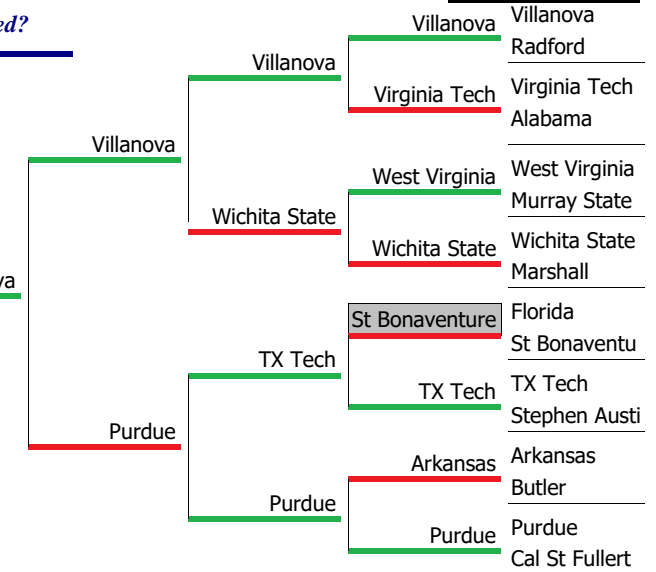 ed?
Villanova
Villanova
Radford
Villanova
Virginia Tech
Virginia Tech
Alabama
Villanova
West Virginia
West Virginia
Murray State
Wichita State
Wichita State
Wichita State
Marshall
va
St Bonaventure
Florida
St Bonaventu
TX Tech
TX Tech
TX Tech
Stephen Austi
Purdue
Arkansas
Arkansas
Butler
Purdue
Purdue
Purdue
Cal St Fullert